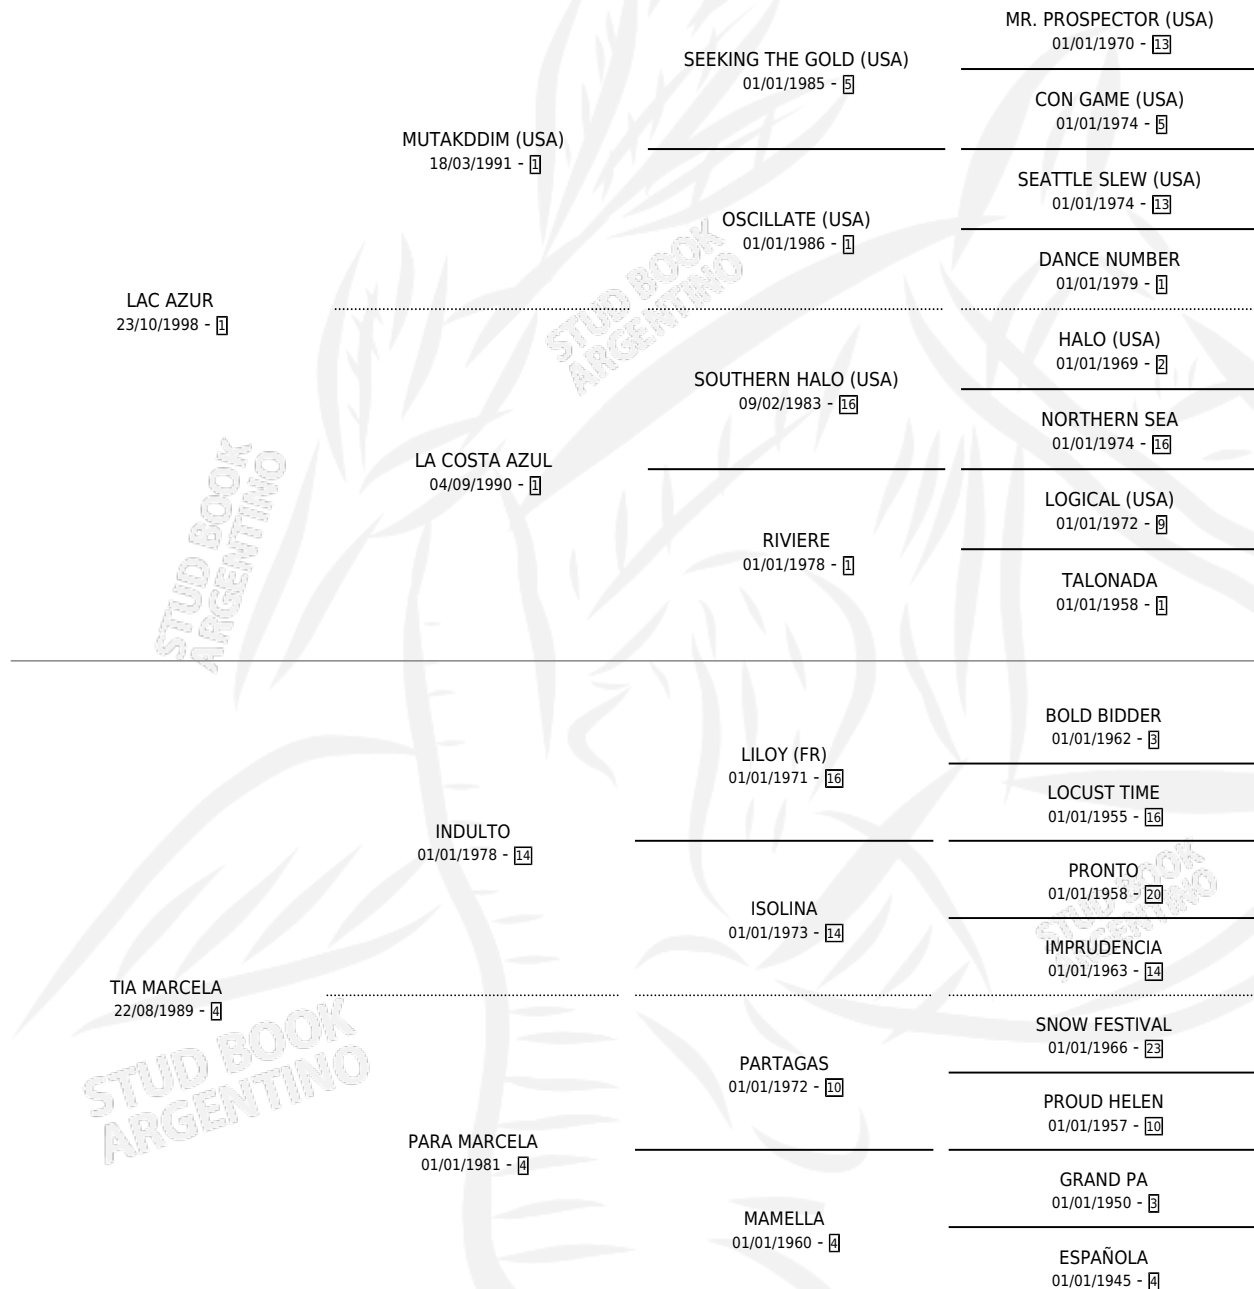 MR. PROSPECTOR (USA)
01/01/1970 - 13
SEEKING THE GOLD (USA)
01/01/1985 - 5
CON GAME (USA)
01/01/1974 - 5
MUTAKDDIM (USA)
18/03/1991 - 1
SEATTLE SLEW (USA)
01/01/1974 - 13
OSCILLATE (USA)
01/01/1986 - 1
DANCE NUMBER
01/01/1979 - 1
LAC AZUR
23/10/1998 - 1
HALO (USA)
01/01/1969 - 2
SOUTHERN HALO (USA)
09/02/1983 - 16
NORTHERN SEA
01/01/1974 - 16
LA COSTA AZUL
04/09/1990 - 1
LOGICAL (USA)
01/01/1972 - 9
RIVIERE
01/01/1978 - 1
TALONADA
01/01/1958 - 1
BOLD BIDDER
01/01/1962 - 3
LILOY (FR)
01/01/1971 - 16
LOCUST TIME
01/01/1955 - 16
INDULTO
01/01/1978 - 14
PRONTO
01/01/1958 - 20
ISOLINA
01/01/1973 - 14
IMPRUDENCIA
01/01/1963 - 14
TIA MARCELA
22/08/1989 - 4
SNOW FESTIVAL
01/01/1966 - 23
PARTAGAS
01/01/1972 - 10
PROUD HELEN
01/01/1957 - 10
PARA MARCELA
01/01/1981 - 4
GRAND PA
01/01/1950 - 3
MAMELLA
01/01/1960 - 4
ESPAÑOLA
01/01/1945 - 4
STUD BOOK
ARGENTINO
STUD BOOK
ARGENTINO
STUD BOOK
ARGENTINO
STUD BOOK
ARGENTINO